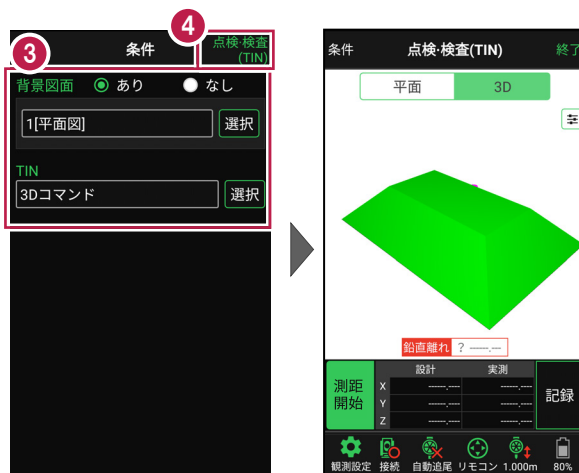 3
4
条件
点検·検査
(TIN)
背景図面 あり なし
1[平面図] 選択
TIN
3Dコマンド 選択
条件 点検·検査(TIN) 終了
平面 3D
鉛直離れ ? -----.---
設計 実測
測距
開始
X -----.--- -----.---
Y -----.--- -----.---
Z -----.--- -----.---
記録
観測設定 接続 自動追尾 リモコン 1.000m 80%